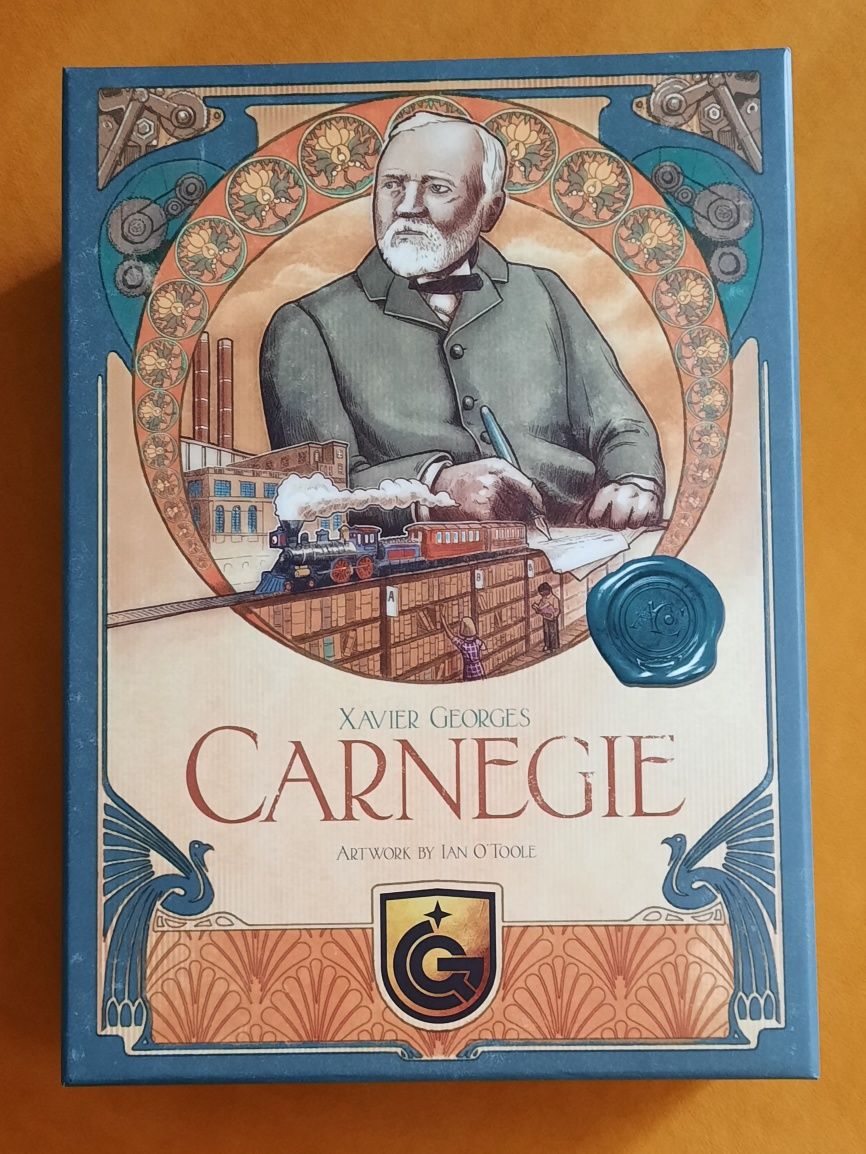 A
B
XAVIER GEORGES
CARNEGIE
ARTWORK BY IAN O'TOOLE